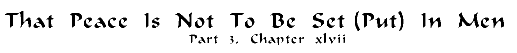 That Peace Is Not To Be Set (Put) In Men
Part 3, Chapter xlvii